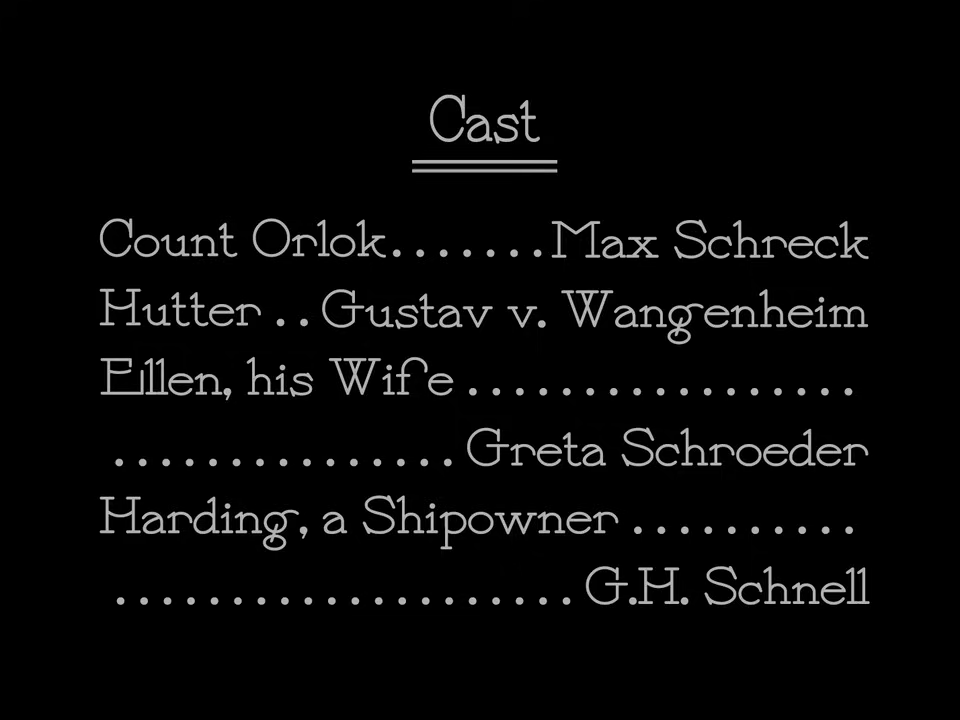 Cast
Count Orlok.......Max Schreck
Hutter..Gustav v. Wangenheim
Ellen, his Wife.................
...............Greta Schroeder
Harding, a Shipowner..........
....................G.H. Schnell